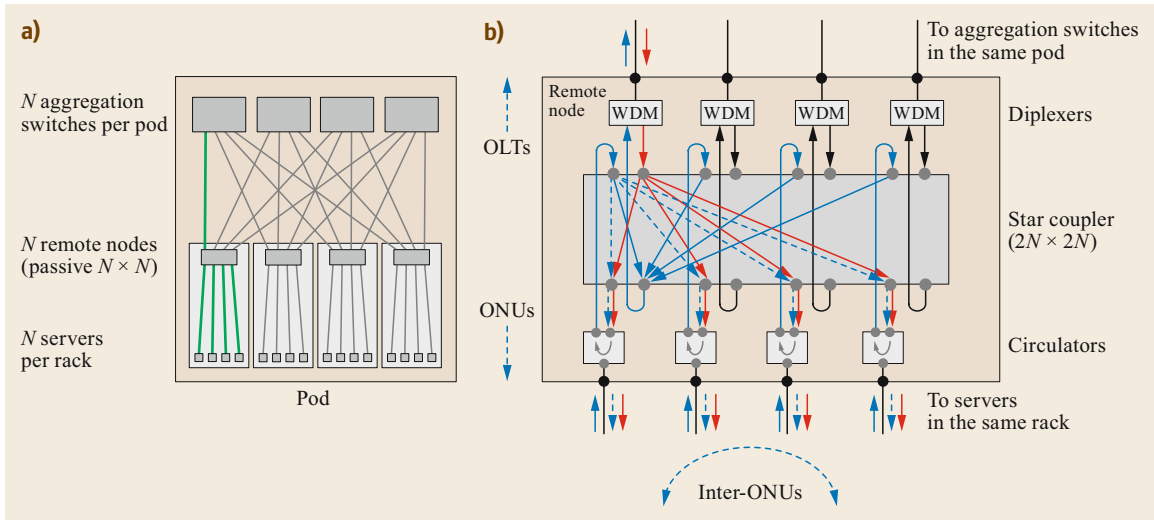 a)
N aggregation
switches per pod
N remote nodes
(passive N × N)
N servers
per rack
Pod
b)
To aggregation switches
in the same pod
Remote
node
WDM
WDM
WDM
WDM
Diplexers
OLTs
Star coupler
(2N × 2N)
ONUs
Circulators
To servers
in the same rack
Inter-ONUs